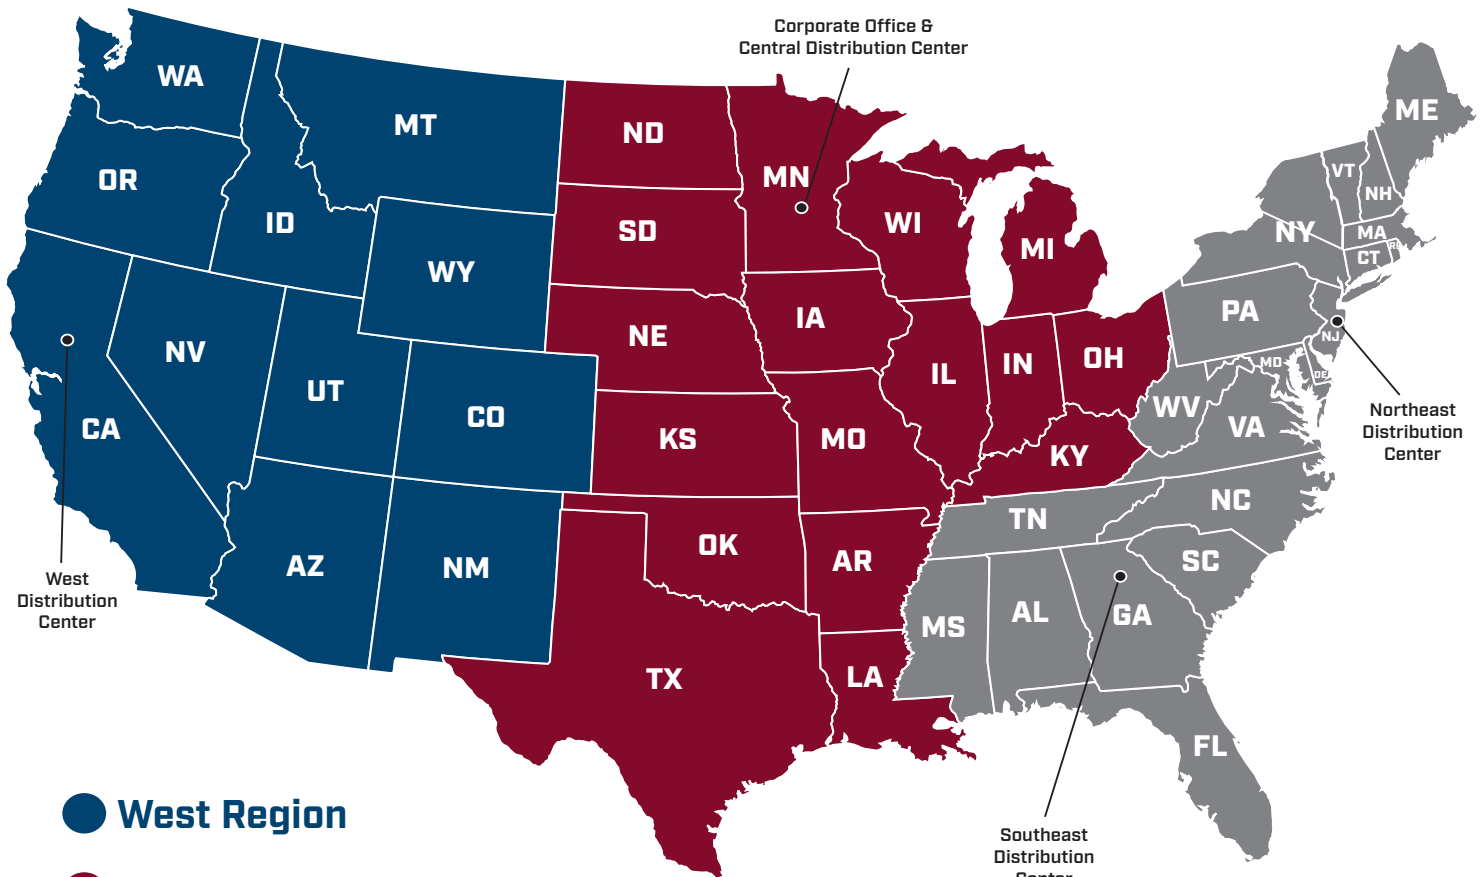 Corporate Office &
Central Distribution Center
WA
MT
ND
MN
ME
OR
ID
SD
WI
MI
VT
NH
NY
MA
CT
RI
WY
NE
IA
PA
NJ
NV
UT
CO
IL
IN
OH
MD
DE
CA
KS
MO
KY
WV
VA
Northeast
Distribution
Center
AZ
NM
OK
AR
TN
NC
SC
West
Distribution
Center
TX
LA
MS
AL
GA
FL
West Region
Southeast
Distribution
Center